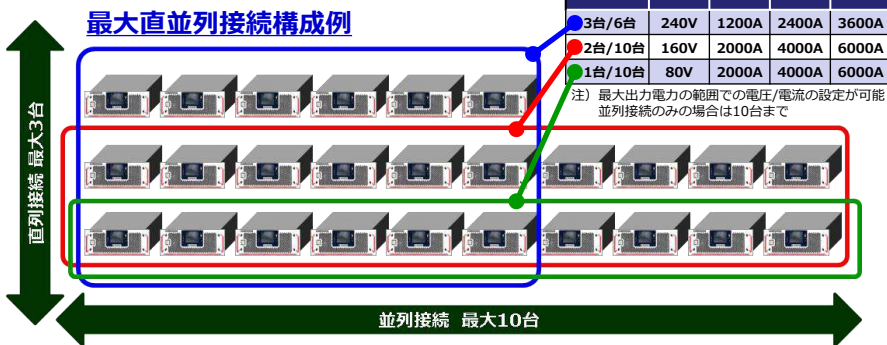 最大直並列接続構成例
3台/6台 240V 1200A 2400A 3600A
2台/10台 160V 2000A 4000A 6000A
1台/10台 80V 2000A 4000A 6000A
注) 最大出力電力の範囲での電圧/電流の設定が可能
並列接続のみの場合は10台まで
直列接続 最大3台
並列接続 最大10台